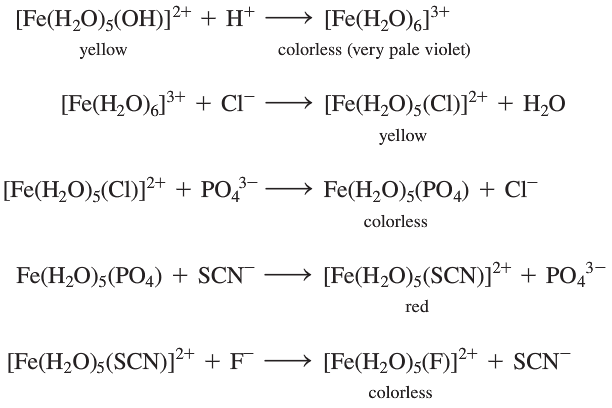 [Fe(H₂O)₅(OH)]²⁺ + H⁺ ⟶ [Fe(H₂O)₆]³⁺
yellow colorless (very pale violet)
[Fe(H₂O)₆]³⁺ + Cl⁻ ⟶ [Fe(H₂O)₅(Cl)]²⁺ + H₂O
yellow
[Fe(H₂O)₅(Cl)]²⁺ + PO₄³⁻ ⟶ Fe(H₂O)₅(PO₄) + Cl⁻
colorless
Fe(H₂O)₅(PO₄) + SCN⁻ ⟶ [Fe(H₂O)₅(SCN)]²⁺ + PO₄³⁻
red
[Fe(H₂O)₅(SCN)]²⁺ + F⁻ ⟶ [Fe(H₂O)₅(F)]²⁺ + SCN⁻
colorless